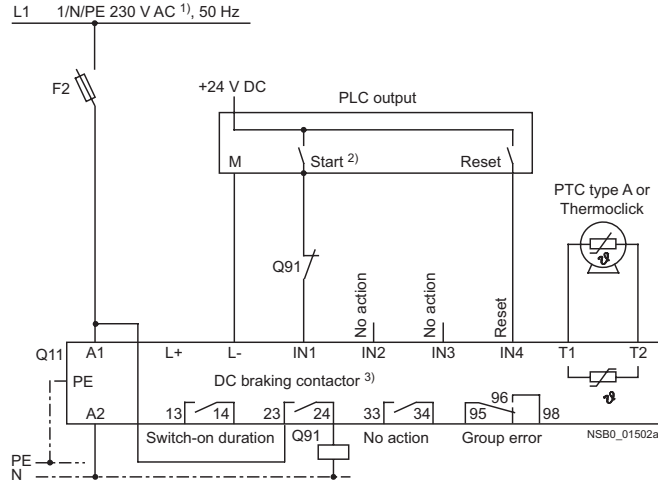 L1 1/N/PE 230 V AC 1), 50 Hz
F2
+24 V DC
PLC output
M Start 2) Reset
PTC type A or
Thermoclick
ϑ
Q91
No action
No action
Reset
Q11 A1 L+ L- IN1 IN2 IN3 IN4 T1 T2
PE DC braking contactor 3)
ϑ
A2 13 14 23 24 33 34 95 96 98
Switch-on duration Q91 No action Group error
NSB0_01502a
PE
N